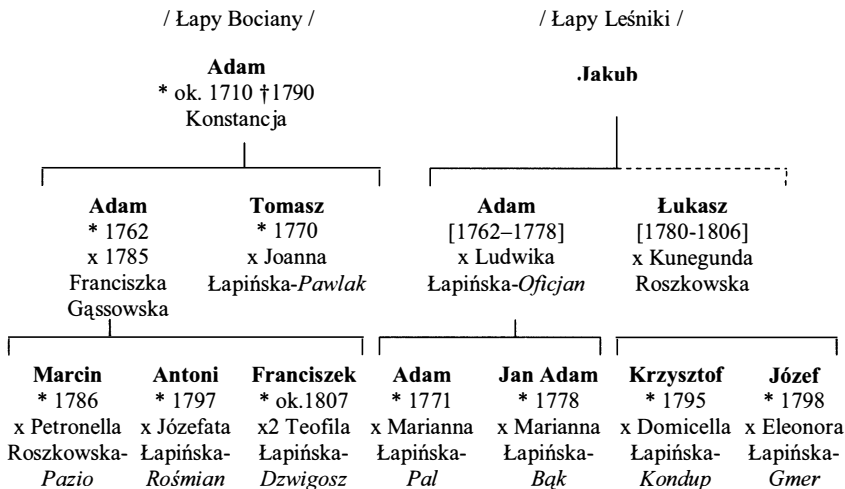 / Łapy Bociany / / Łapy Leśniki /
Adam Jakub
* ok. 1710 †1790
Konstancja
Adam Tomasz Adam Łukasz
* 1762 * 1770 [1762–1778] [1780-1806]
x 1785 x Joanna x Ludwika x Kunegunda
Franciszka Łapińska-Pawlak Łapińska-Oficjan Roszkowska
Gąssowska
Marcin Antoni Franciszek Adam Jan Adam Krzysztof Józef
* 1786 * 1797 * ok.1807 * 1771 * 1778 * 1795 * 1798
x Petronella x Józefata x2 Teofila x Marianna x Marianna x Domicella x Eleonora
Roszkowska- Łapińska- Łapińska- Łapińska- Łapińska- Łapińska- Łapińska-
Pazio Rośmian Dzwigosz Pal Bąk Kondup Gmer